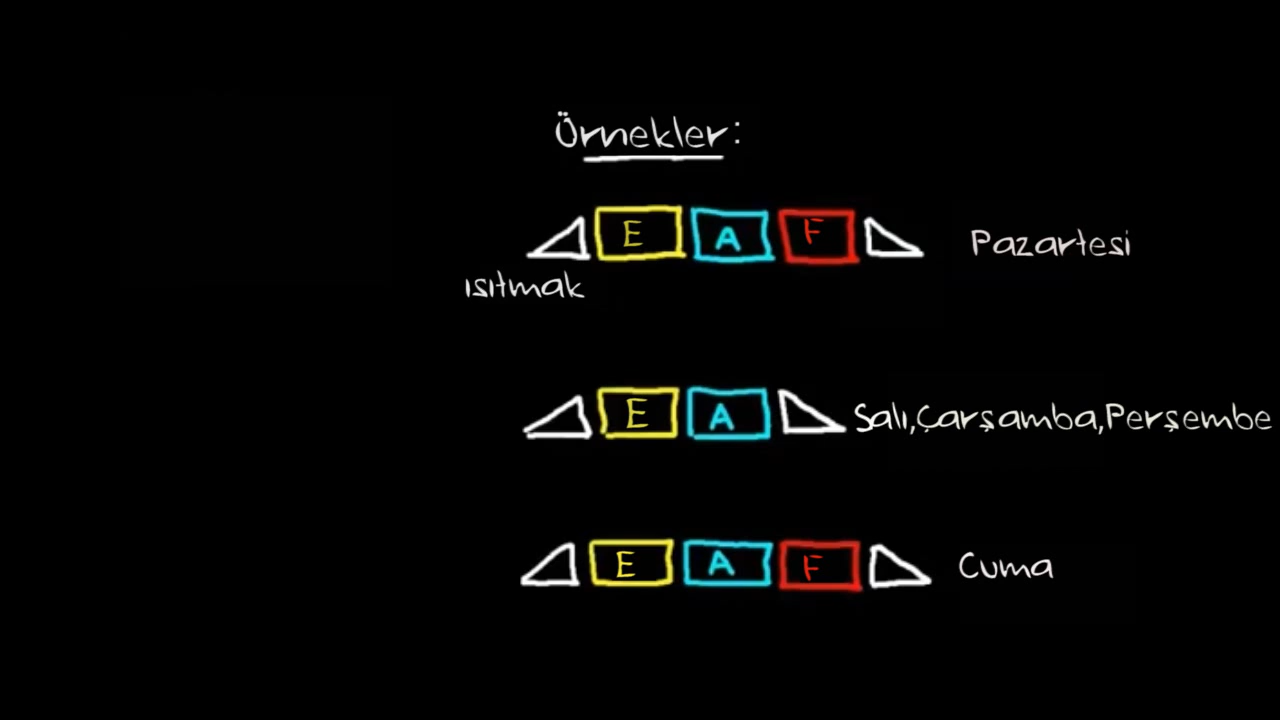 Örnekler:
E A F Pazartesi
ısıtmak
E A Salı,Çarşamba,Perşembe
E A F Cuma